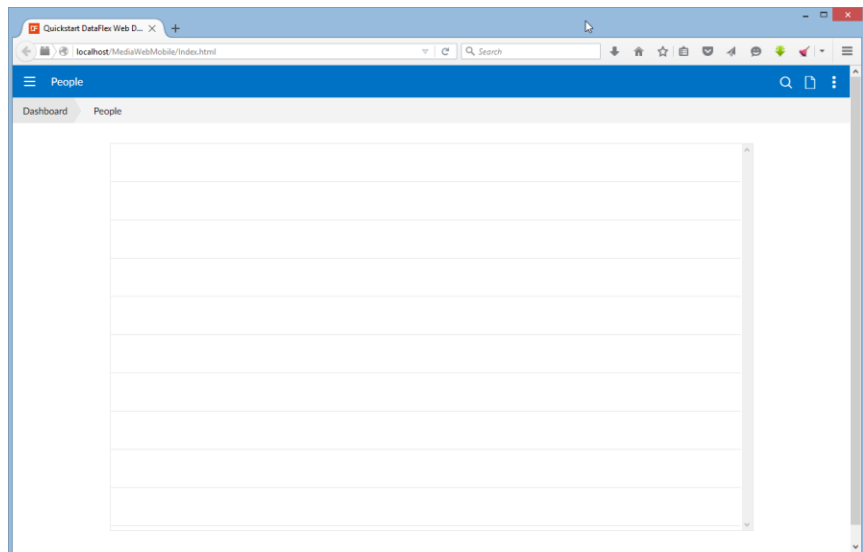 Quickstart DataFlex Web D...
localhost/MediaWebMobile/Index.html
Search
People
Dashboard
People